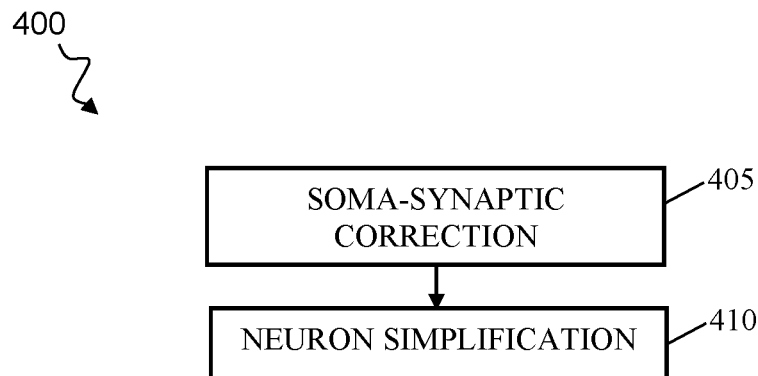 400
SOMA-SYNAPTIC
CORRECTION
405
NEURON SIMPLIFICATION
410